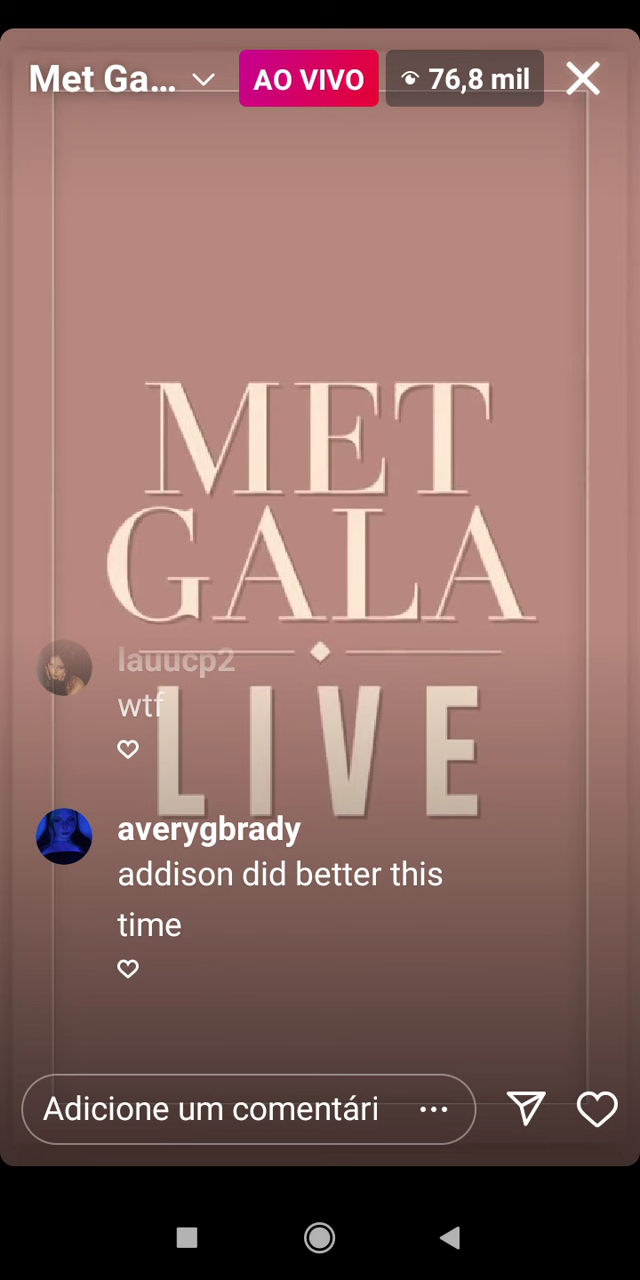 Met Ga...
AO VIVO
76,8 mil
MET
GALA
LIVE
lauucp2
wtf
averygbrady
addison did better this
time
Adicione um comentári